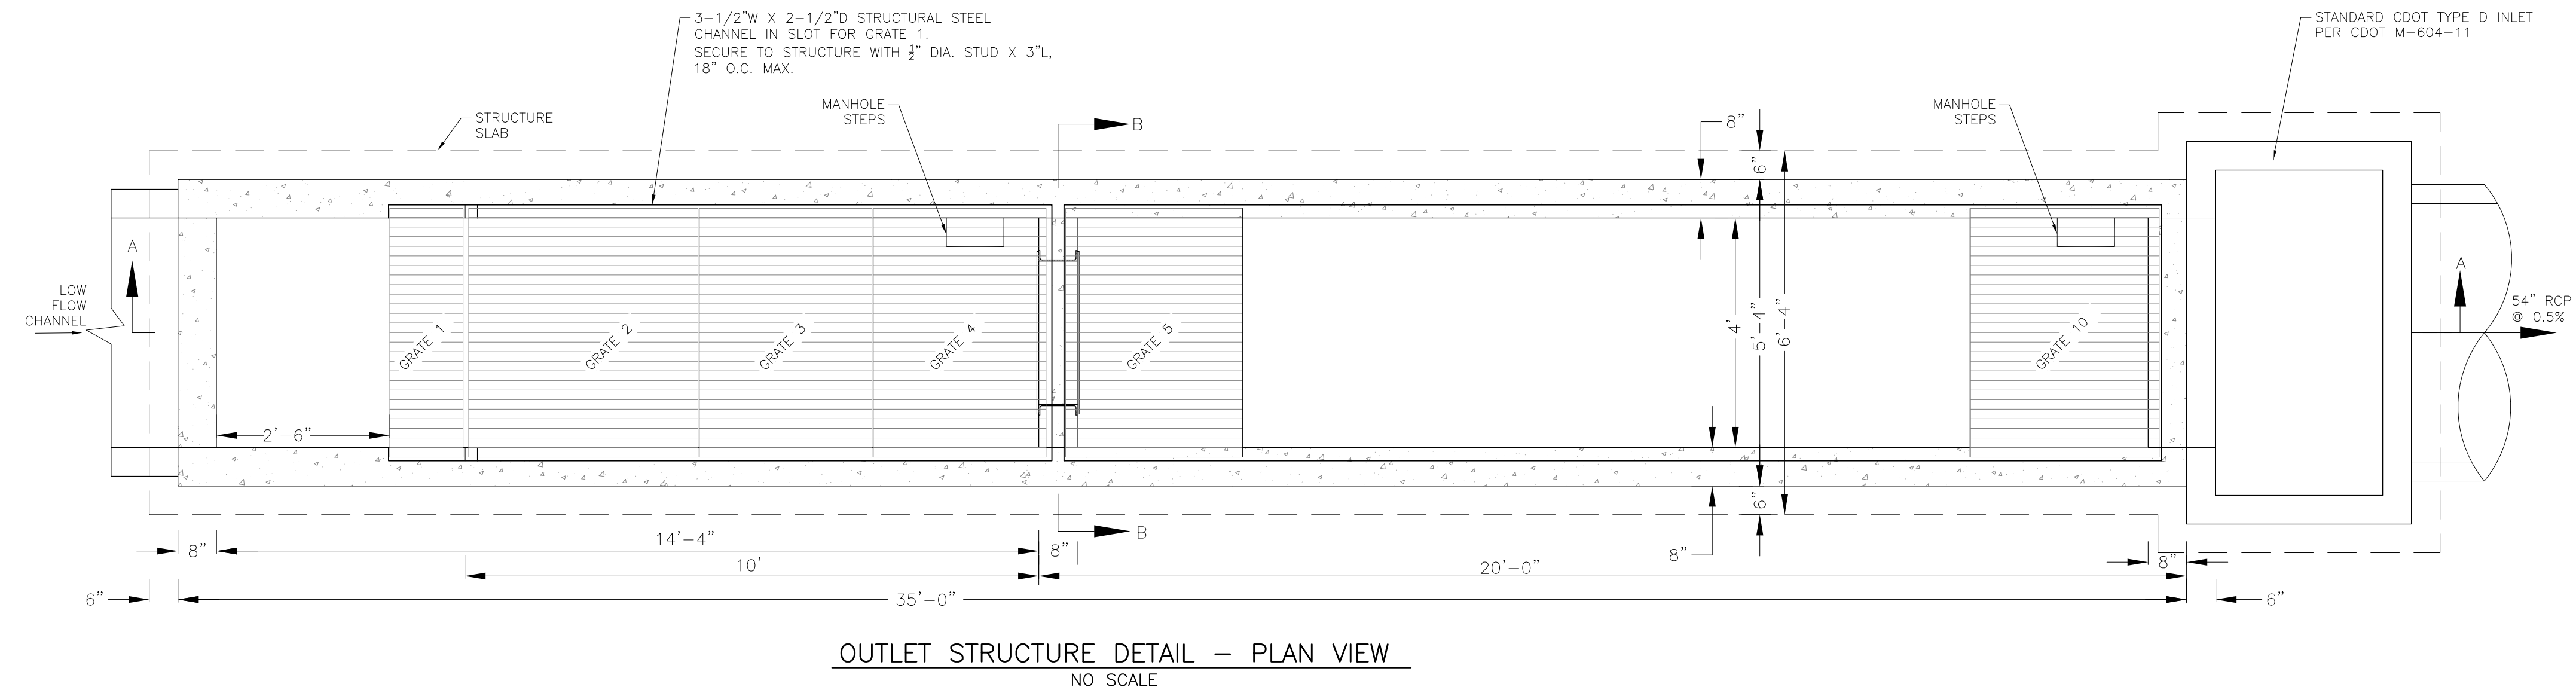 3-1/2"W X 2-1/2"D STRUCTURAL STEEL
CHANNEL IN SLOT FOR GRATE 1.
SECURE TO STRUCTURE WITH ½" DIA. STUD X 3"L,
18" O.C. MAX.
STANDARD CDOT TYPE D INLET
PER CDOT M-604-11
STRUCTURE
SLAB
MANHOLE
STEPS
MANHOLE
STEPS
B
8"
6"
A
A
LOW
FLOW
CHANNEL
GRATE 1
GRATE 2
GRATE 3
GRATE 4
GRATE 5
GRATE 10
4'
5'-4"
6'-4"
54" RCP
@ 0.5%
2'-6"
6"
B
8"
14'-4"
8"
8"
8"
10'
20'-0"
6"
35'-0"
6"
OUTLET STRUCTURE DETAIL - PLAN VIEW
NO SCALE